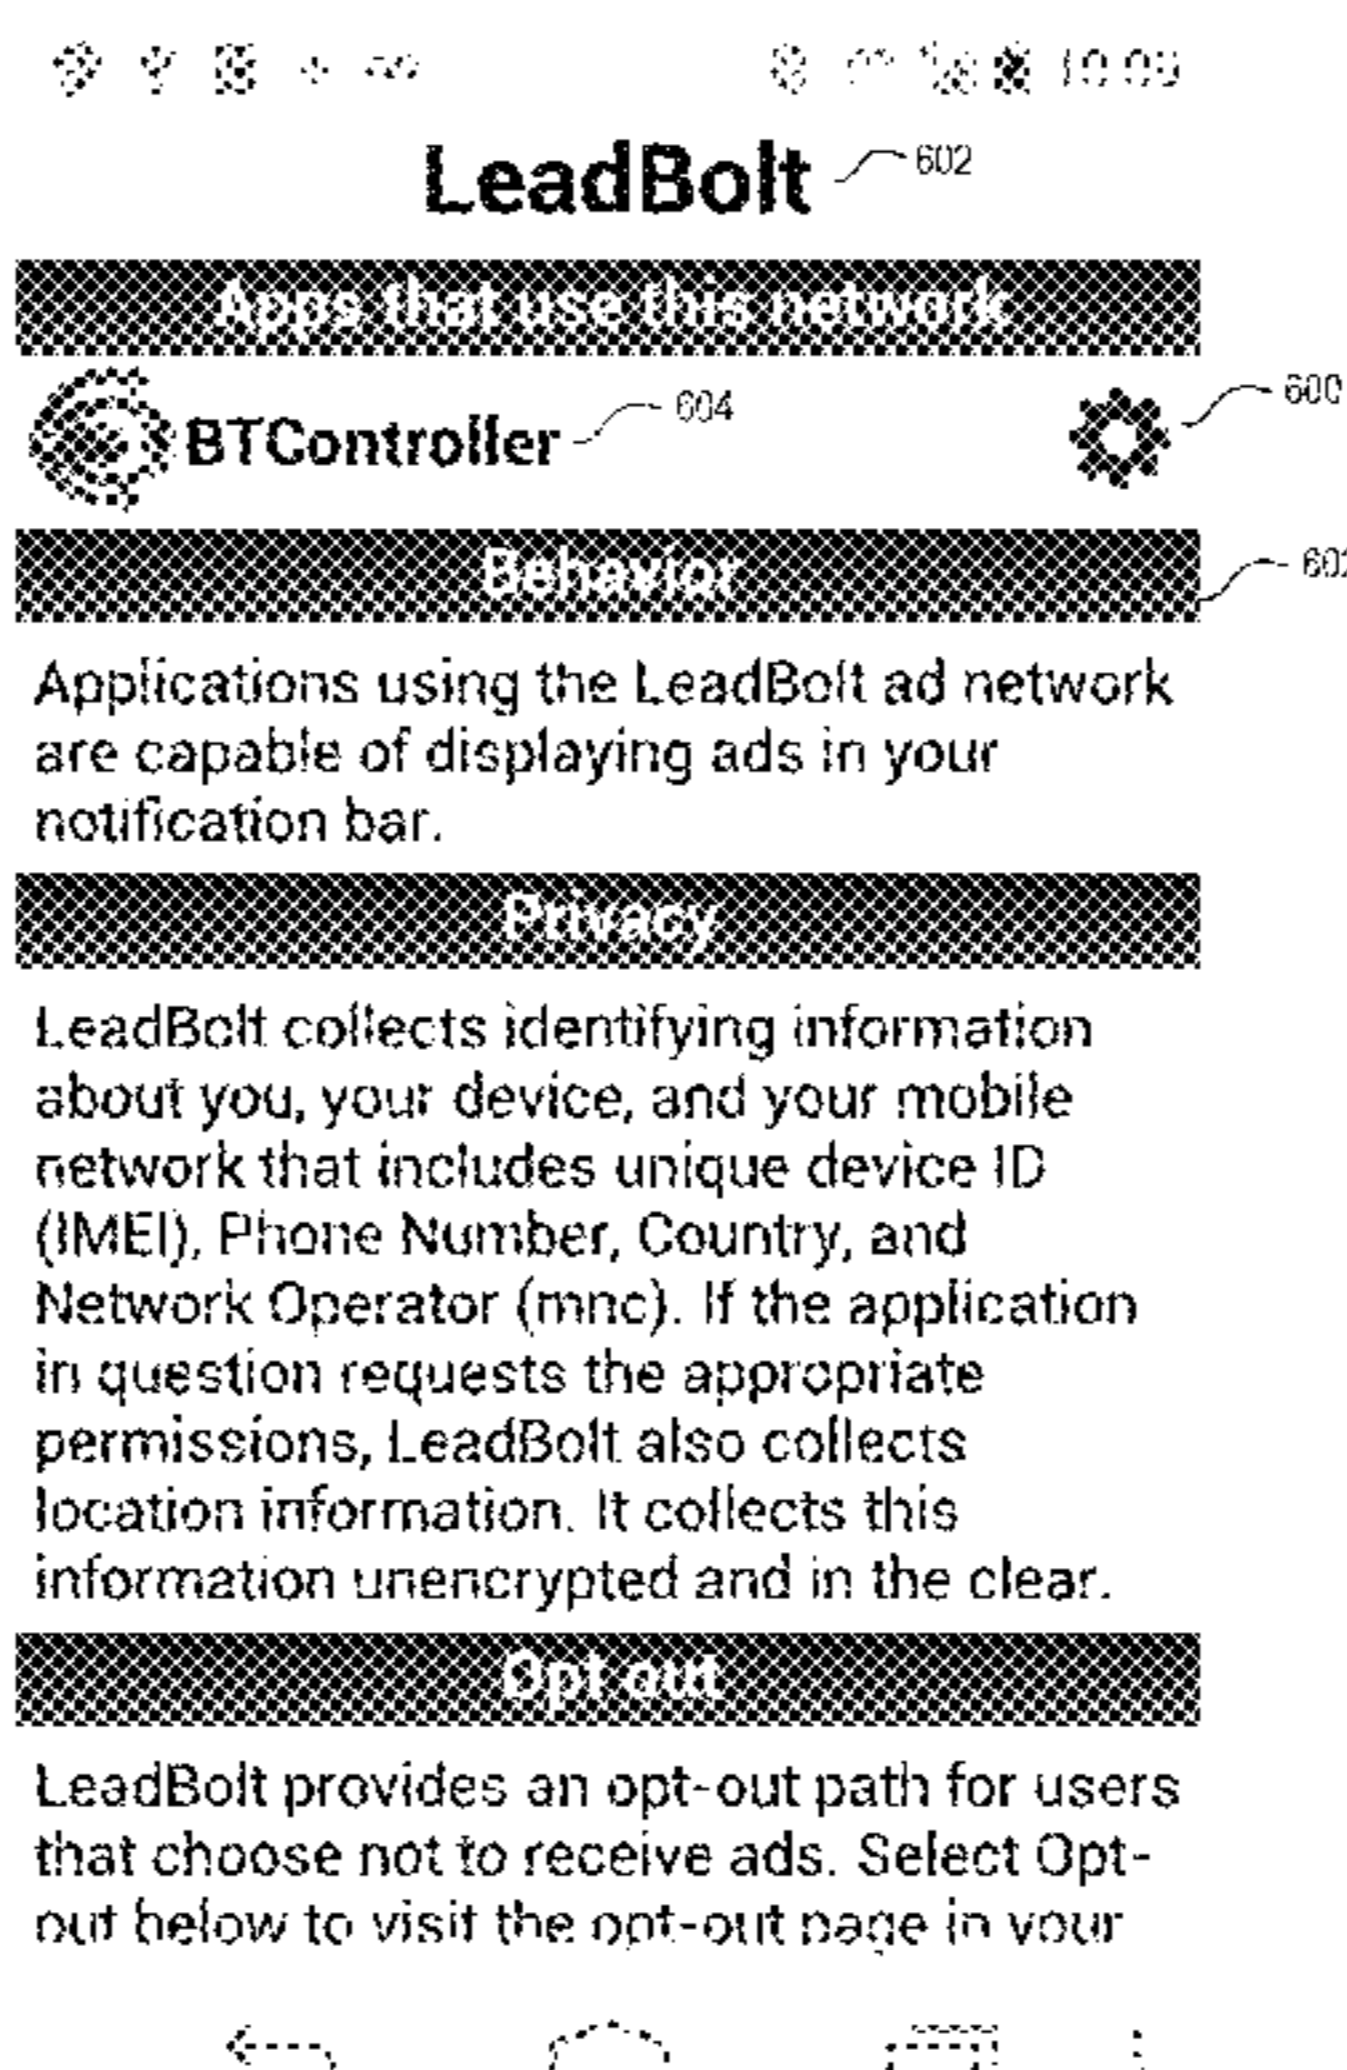 10:09
LeadBolt 602
Apps that use this network
BTController 604
600
Behavior
Applications using the LeadBolt ad network
are capable of displaying ads in your
notification bar.
Privacy
LeadBolt collects identifying information
about you, your device, and your mobile
network that includes unique device ID
(IMEI), Phone Number, Country, and
Network Operator (mnc). If the application
in question requests the appropriate
permissions, LeadBolt also collects
location information. It collects this
information unencrypted and in the clear.
Opt out
LeadBolt provides an opt-out path for users
that choose not to receive ads. Select Opt-
out below to visit the opt-out page in your